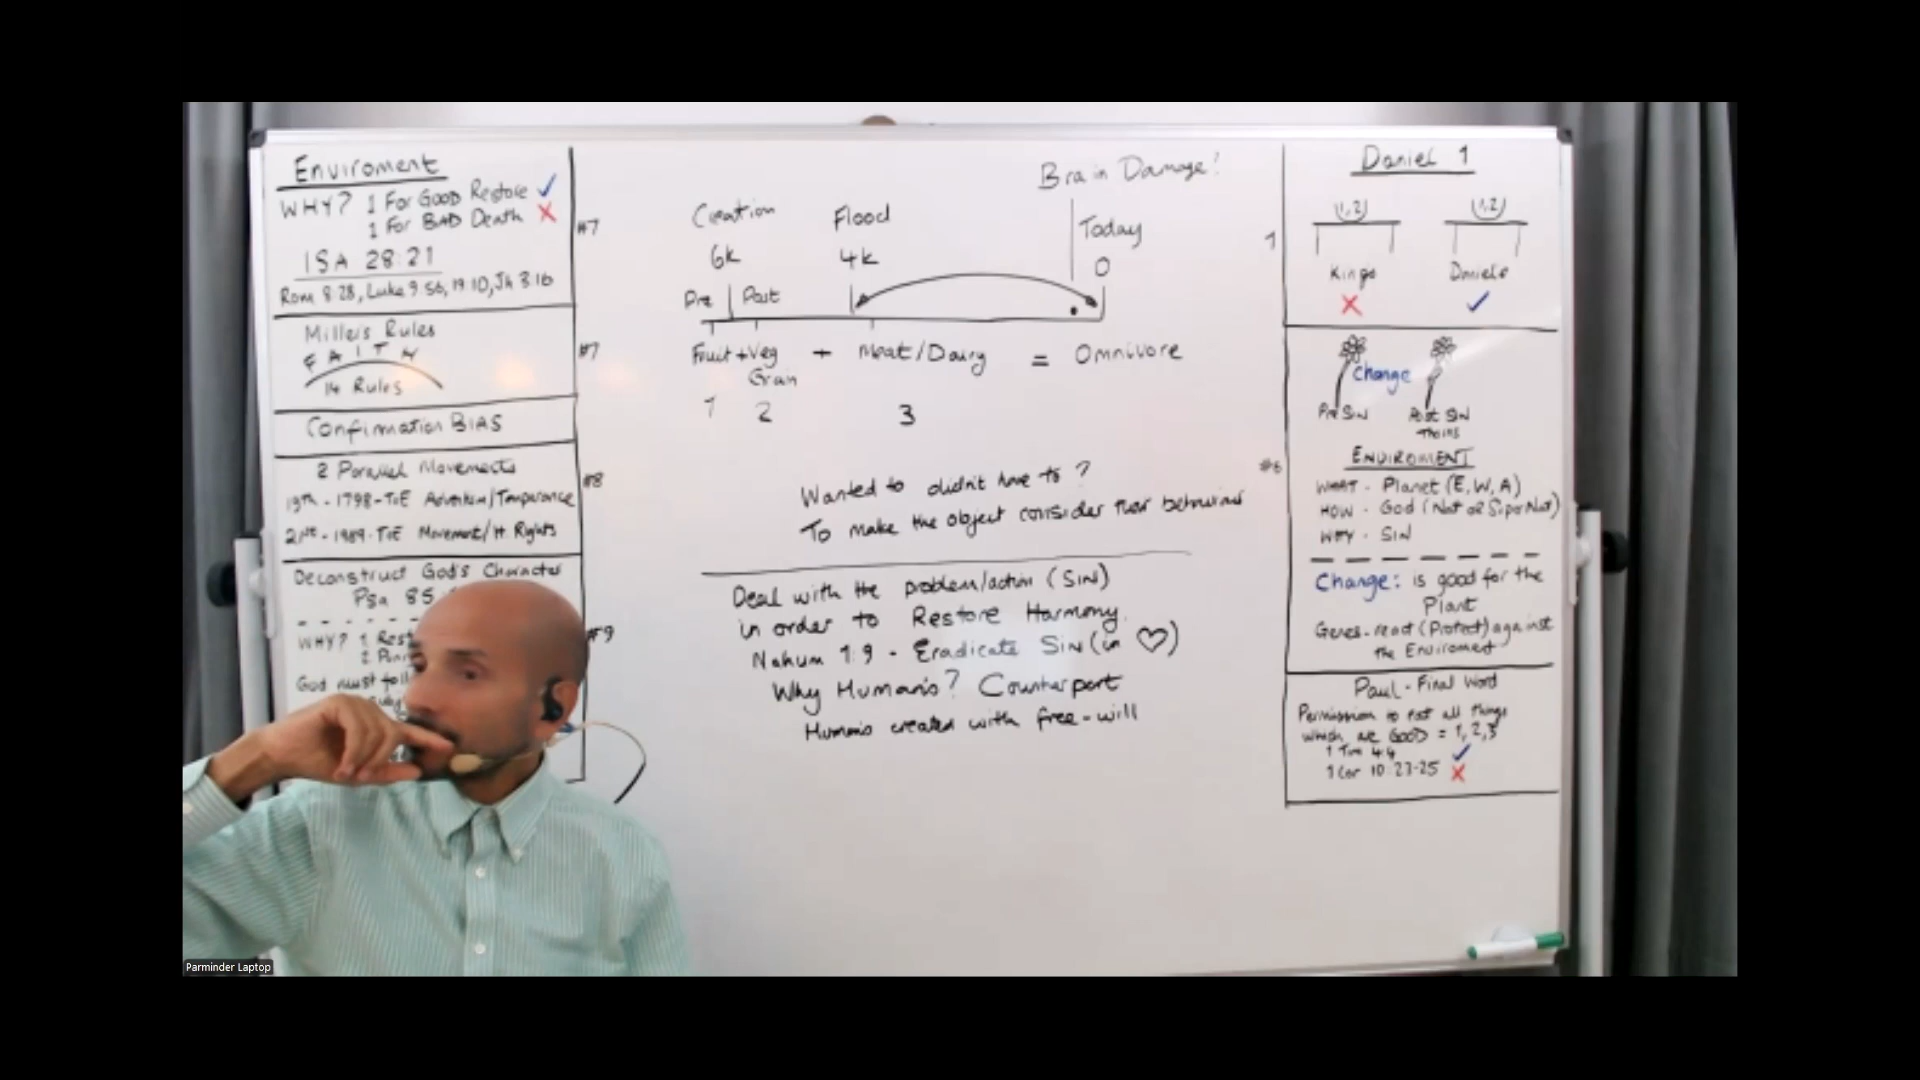 Enviroment
WHY? 1 For GOOD Restore ✓
1 For BAD Death ✗
ISA 28:21
Rom 8 28, Luke 9 56, 19 10, Jh 3 16
#7
Millers Rules
FAITH
14 Rules
#7
Confirmation BIAS
2 Parallel Movements
19th - 1798 - TOE Adventism/Temperance
21st - 1989 - TOE Movement/H. Rights
#8
Deconstruct God's Character
Psa 85
WHY? 1 Rest
2
God must foll
#9
Brain Damage!
Creation
Flood
Today
6k
4k
0
Pre | Post
Fruit + Veg + Meat/Dairy = Omnivore
Grain
1 2 3
Wanted to didn't have to?
To make the object consider their behaviour
Deal with the problem/action (SIN)
in order to Restore Harmony.
Nahum 1:9 - Eradicate SIN (in ♡)
Why Humans? Counterpart
Humans created with free-will
Daniel 1
(1,2) (1,2)
1
Kings Daniels
✗ ✓
Change
Pre SIN Post SIN
Thorns
#6
ENVIROMENT
WHAT - Planet (E, W, A)
HOW - God (Nat or SuperNat)
WHY - SIN
Change: is good for the
Plant
Genes - react (Protect) against
the Enviroment
Paul - Final Word
Permission to eat all things
which are GOOD = 1, 2, 3
1 Tim 4 4 ✓
1 Cor 10:23-25 ✗
Parminder Laptop